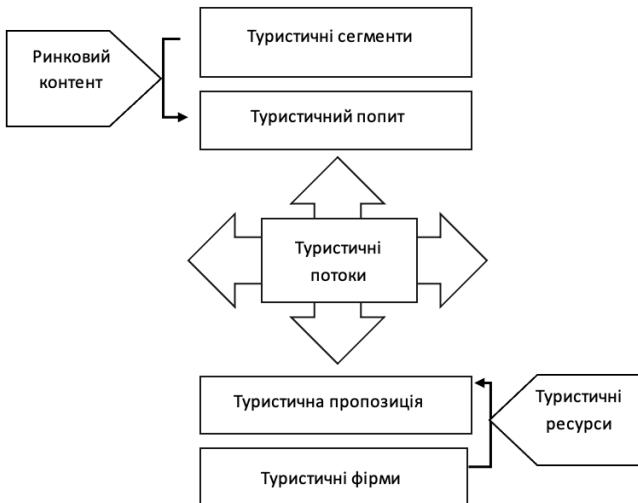 Туристичні сегменти
Ринковий
контент
Туристичний попит
Туристичні
потоки
Туристична пропозиція
Туристичні
ресурси
Туристичні фірми